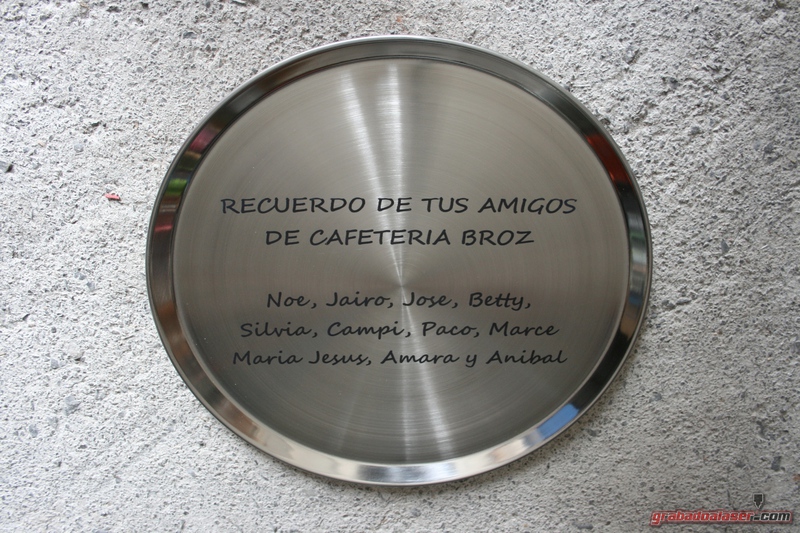 RECUERDO DE TUS AMIGOS
DE CAFETERIA BROZ
Noe, Jairo, Jose, Betty,
Silvia, Campi, Paco, Marce
Maria Jesus, Amara y Anibal
grabadoalaser.com